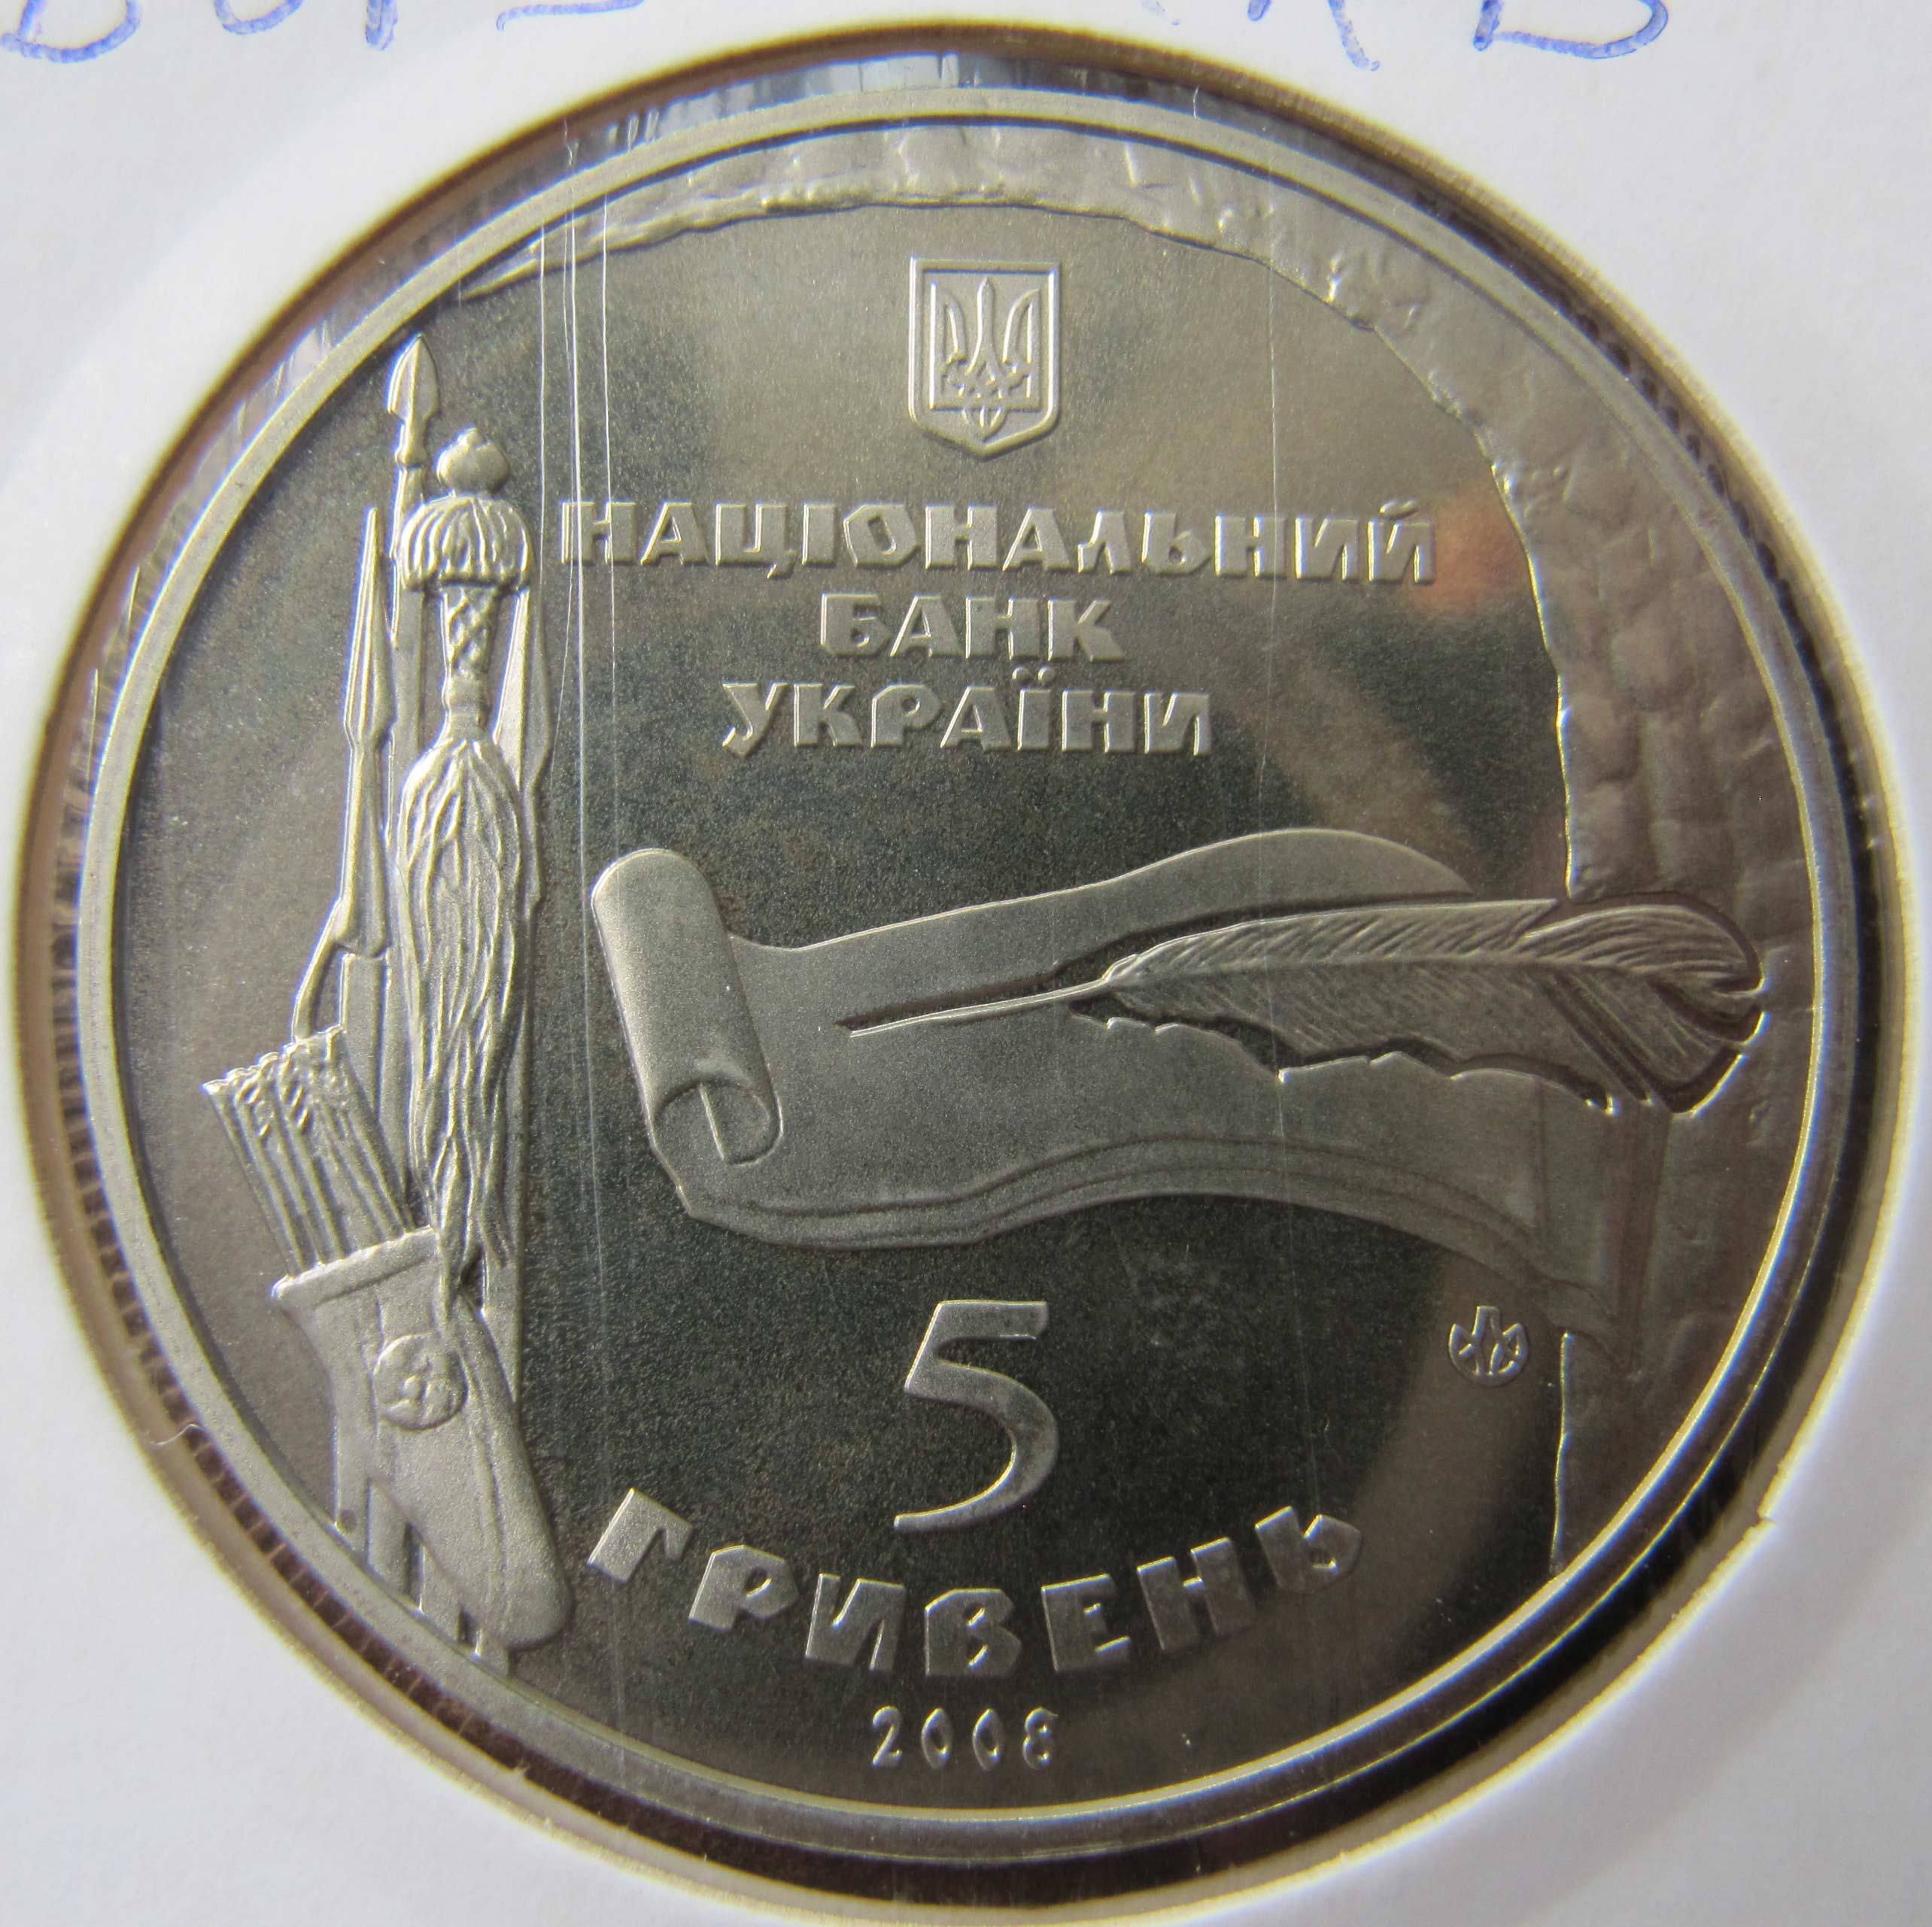 НАЦІОНАЛЬНИЙ
БАНК
УКРАЇНИ
5
ГРИВЕНЬ
2008